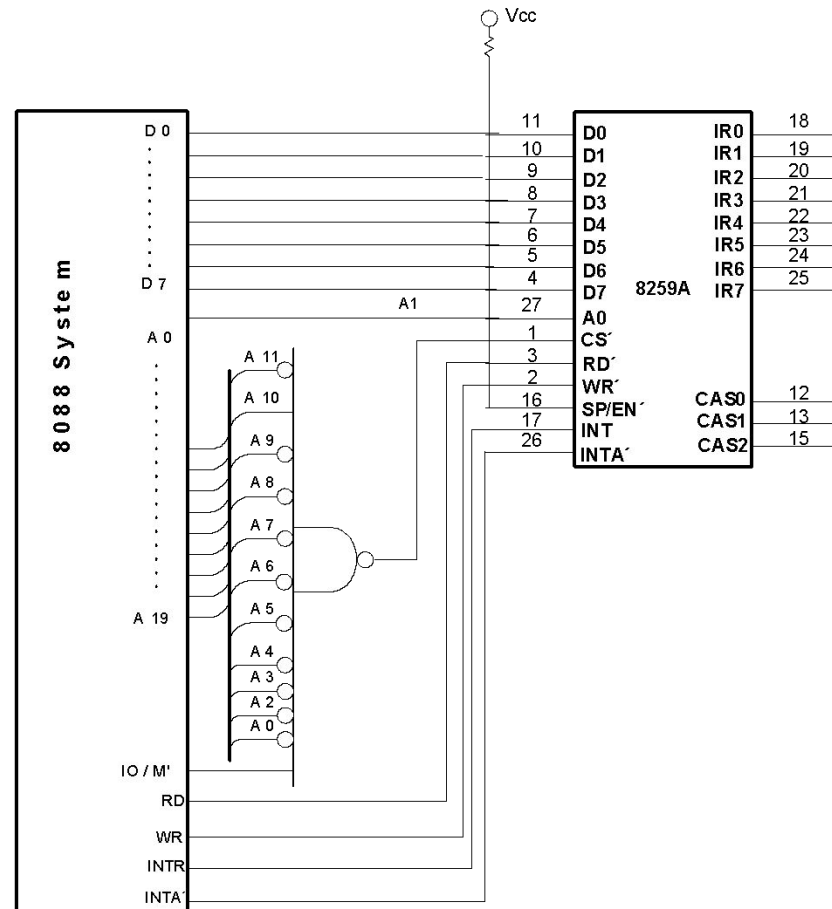 Vcc
8088 System
D 0
D 7
A 0
A 19
IO / M'
RD
WR
INTR
INTA´
A1
A 11
A 10
A 9
A 8
A 7
A 6
A 5
A 4
A 3
A 2
A 0
11
10
9
8
7
6
5
4
27
1
3
2
16
17
26
D0
D1
D2
D3
D4
D5
D6
D7
A0
CS´
RD´
WR´
SP/EN´
INT
INTA´
8259A
IR0
IR1
IR2
IR3
IR4
IR5
IR6
IR7
CAS0
CAS1
CAS2
18
19
20
21
22
23
24
25
12
13
15